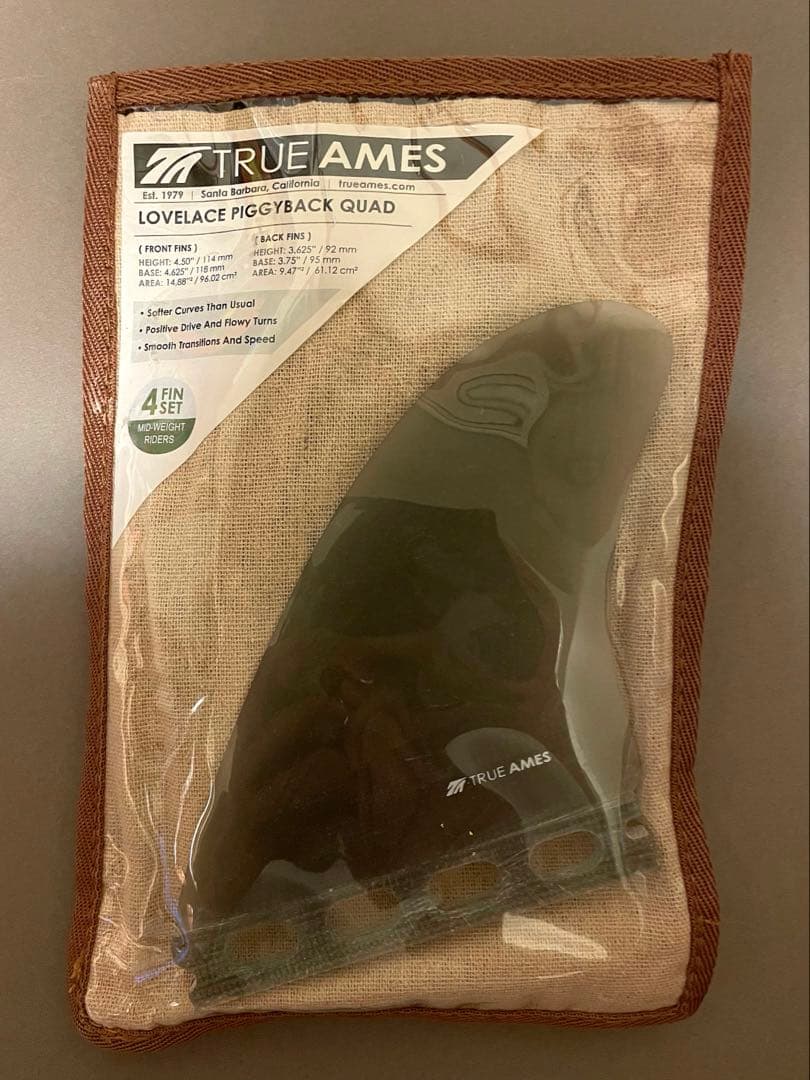 TRUE AMES
Est. 1979 | Santa Barbara, California | trueames.com
LOVELACE PIGGYBACK QUAD
( FRONT FINS )
HEIGHT: 4.50" / 114 mm
BASE: 4.625" / 118 mm
AREA: 14.88"² / 96.02 cm²
( BACK FINS )
HEIGHT: 3.625" / 92 mm
BASE: 3.75" / 95 mm
AREA: 9.47"² / 61.12 cm²
• Softer Curves Than Usual
• Positive Drive And Flowy Turns
• Smooth Transitions And Speed
4 FIN
SET
MID-WEIGHT
RIDERS
TRUE AMES